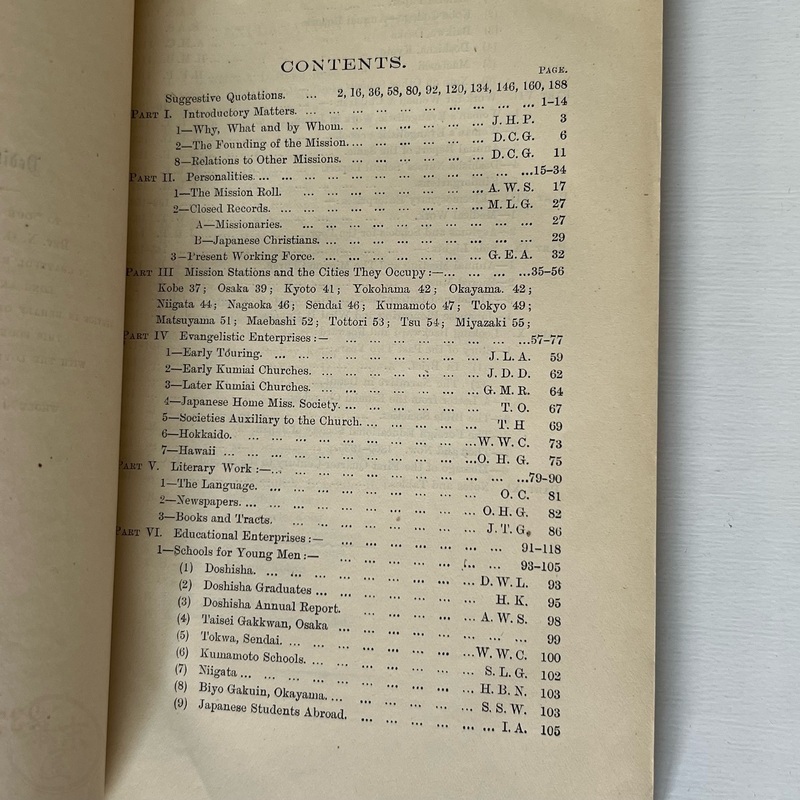 CONTENTS.
PAGE.
Suggestive Quotations. ... 2, 16, 36, 58, 80, 92, 120, 134, 146, 160, 188
PART I. Introductory Matters. ... 1-14
1—Why, What and by Whom. ... J. H. P. 3
2—The Founding of the Mission. ... D. C. G. 6
8—Relations to Other Missions. ... D. C. G. 11
PART II. Personalities. ... 15-34
1—The Mission Roll. ... A. W. S. 17
2—Closed Records. ... M. L. G. 27
A—Missionaries. ... 27
B—Japanese Christians. ... 29
3—Present Working Force. ... G. E. A. 32
PART III Mission Stations and the Cities They Occupy :—... 35-56
Kobe 37; Osaka 39; Kyoto 41; Yokohama 42; Okayama. 42;
Niigata 44; Nagaoka 46; Sendai 46; Kumamoto 47; Tokyo 49;
Matsuyama 51; Maebashi 52; Tottori 53; Tsu 54; Miyazaki 55;
PART IV Evangelistic Enterprises :— ... 57-77
1—Early Touring. ... J. L. A. 59
2—Early Kumiai Churches. ... J. D. D. 62
3—Later Kumiai Churches. ... G. M. R. 64
4—Japanese Home Miss. Society. ... T. O. 67
5—Societies Auxiliary to the Church. ... T. H 69
6—Hokkaido. ... W. W. C. 73
7—Hawaii ... O. H. G. 75
PART V. Literary Work :—... 79-90
1—The Language. ... O. C. 81
2—Newspapers. ... O. H. G. 82
3—Books and Tracts. ... J. T. G. 86
PART VI. Educational Enterprises :— ... 91-118
1—Schools for Young Men :— ... 93-105
(1) Doshisha. ... D. W. L. 93
(2) Doshisha Graduates ... H. K. 95
(3) Doshisha Annual Report. ... A. W. S. 98
(4) Taisei Gakkwan, Osaka ... 99
(5) Tokwa, Sendai. ... W. W. C. 100
(6) Kumamoto Schools. ... S. L. G. 102
(7) Niigata ... H. B. N. 103
(8) Biyo Gakuin, Okayama. ... S. S. W. 103
(9) Japanese Students Abroad. ... I. A. 105